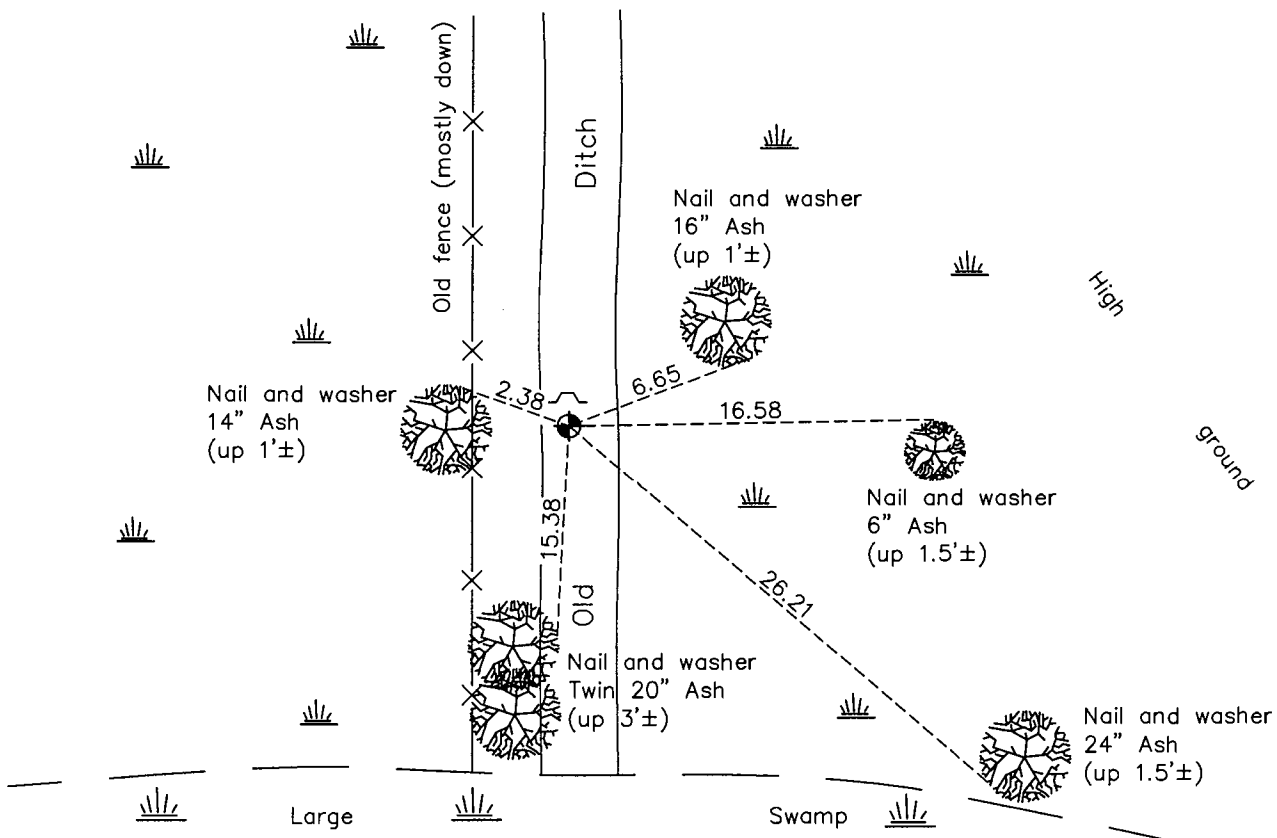 Old fence (mostly down)
Ditch
Nail and washer
16" Ash
(up 1'±)
High
ground
Nail and washer
14" Ash
(up 1'±)
2.38
6.65
16.58
Nail and washer
6" Ash
(up 1.5'±)
15.38
26.21
Old
Nail and washer
Twin 20" Ash
(up 3'±)
Nail and washer
24" Ash
(up 1.5'±)
Large
Swamp